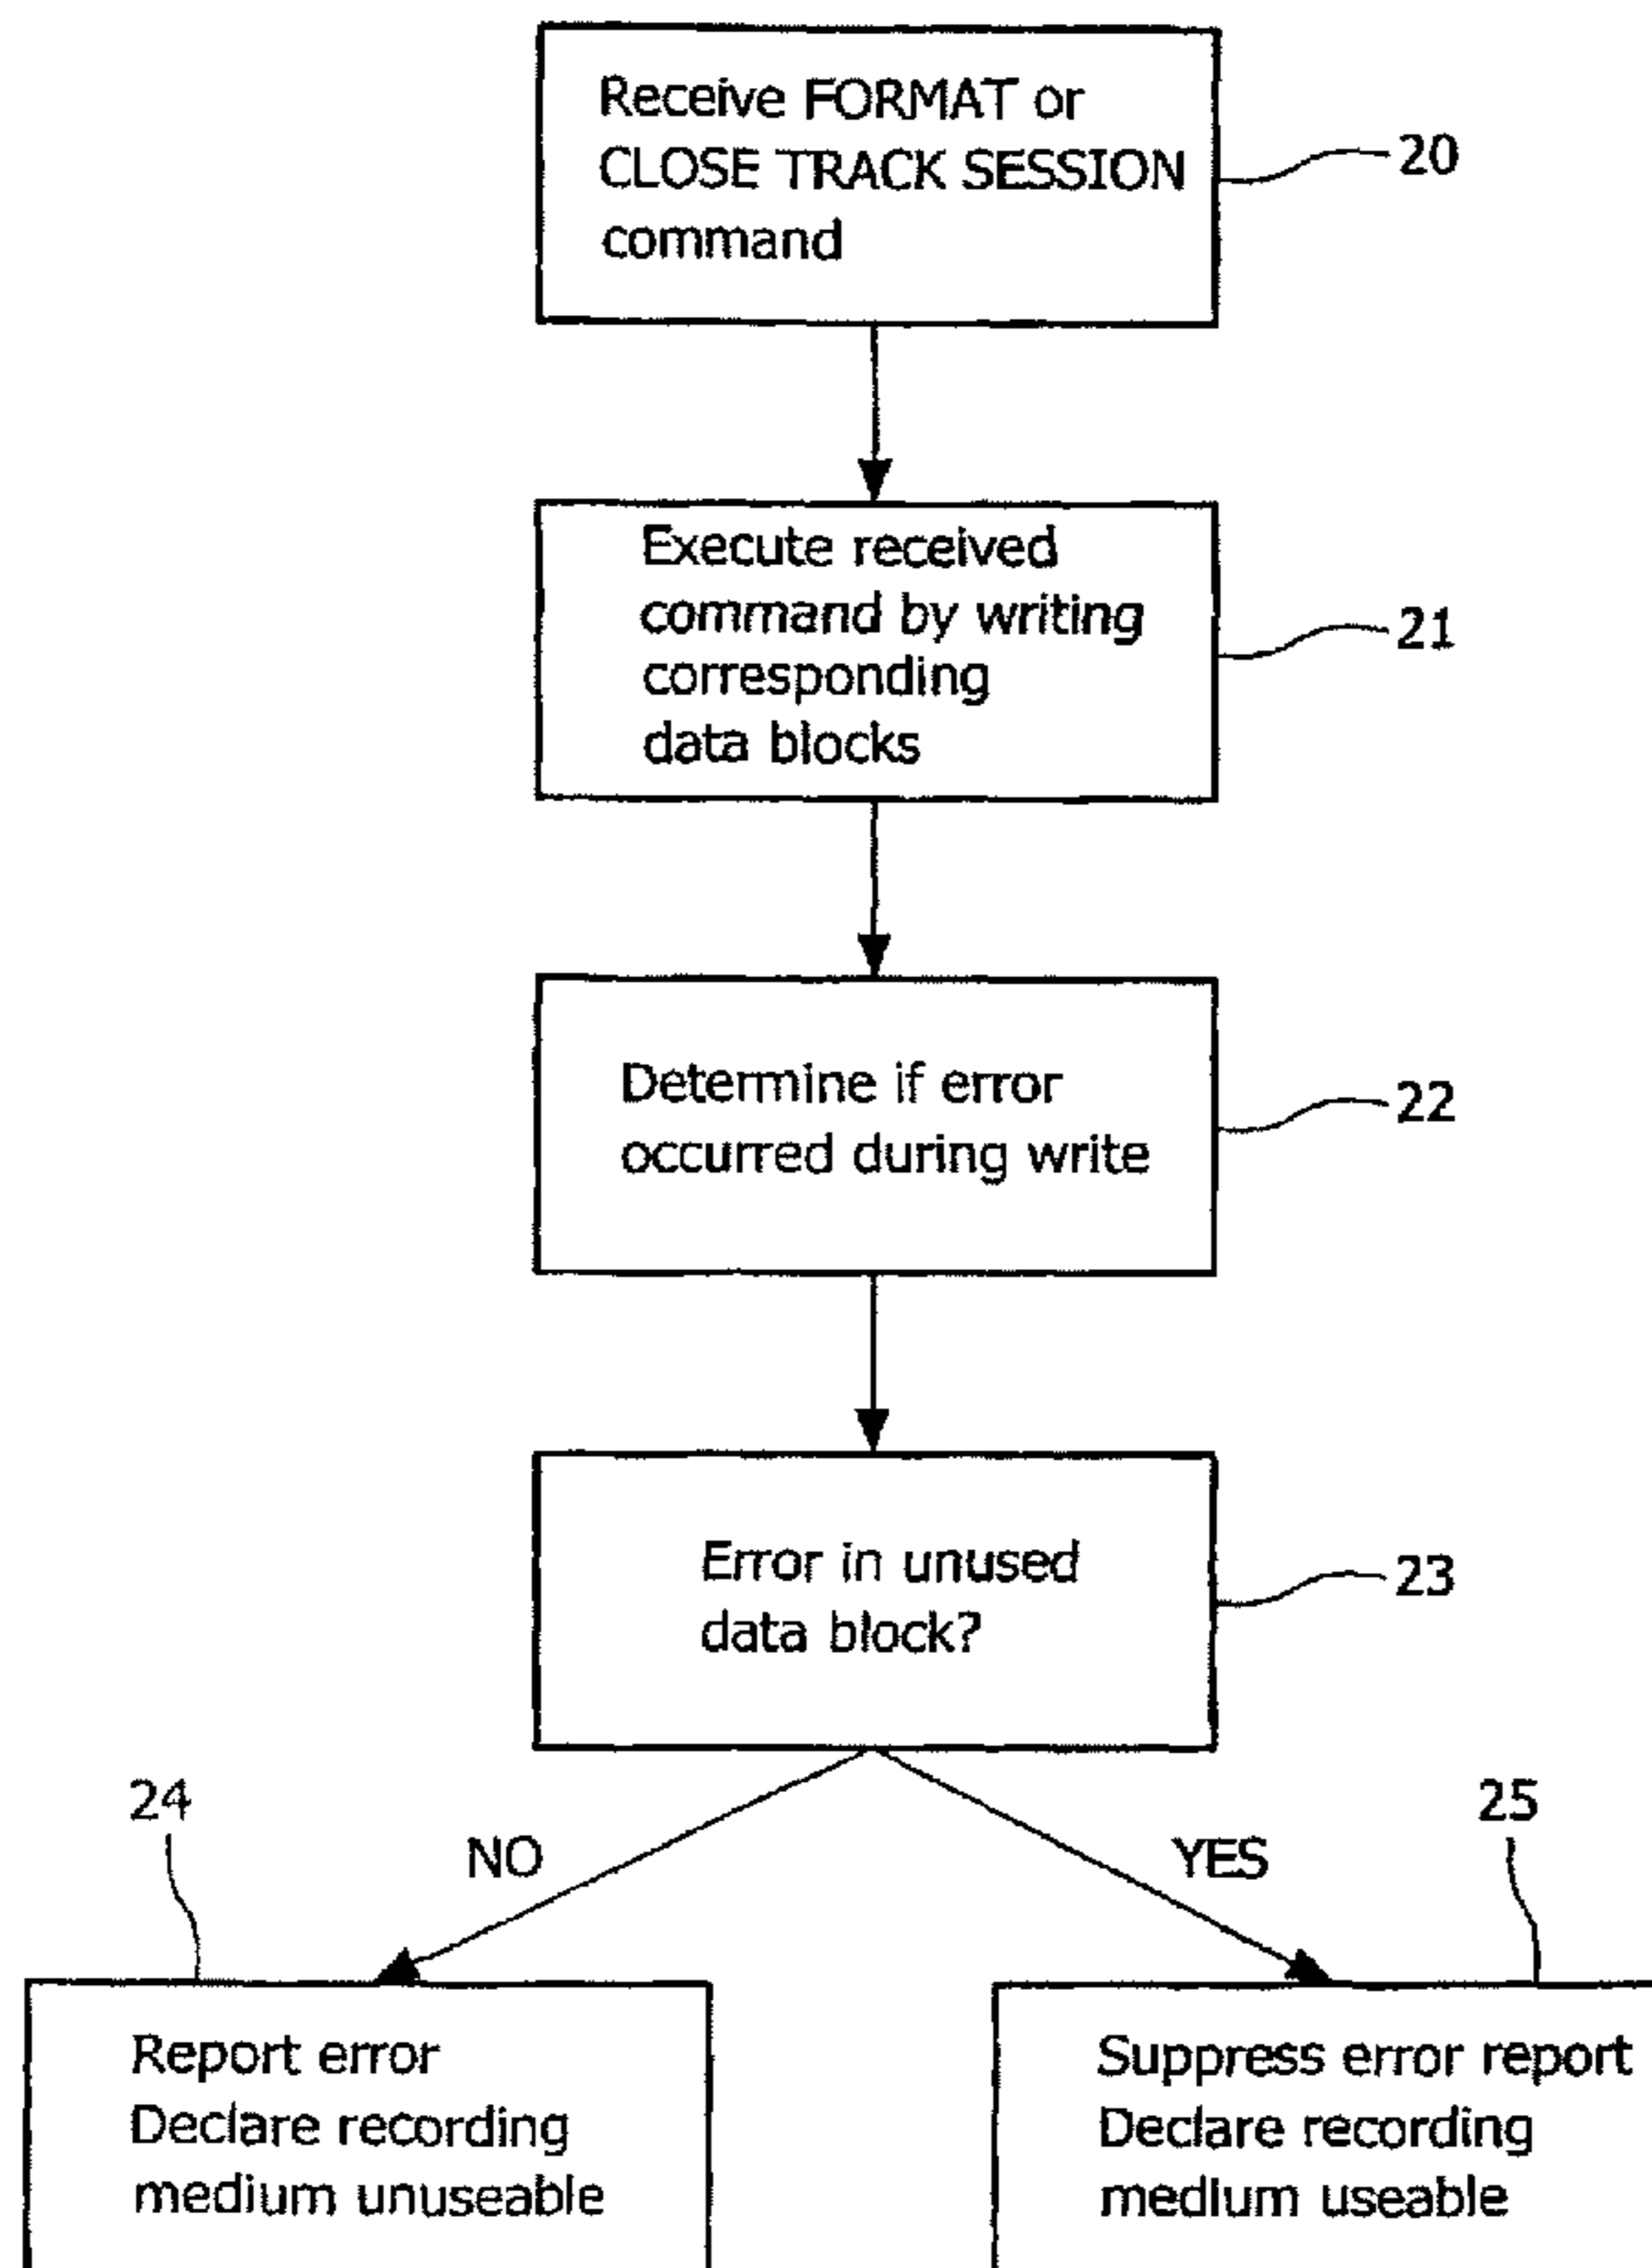 Receive FORMAT or
CLOSE TRACK SESSION
command
20
Execute received
command by writing
corresponding
data blocks
21
Determine if error
occurred during write
22
Error in unused
data block?
23
24
NO
YES
25
Report error
Declare recording
medium unuseable
Suppress error report
Declare recording
medium useable